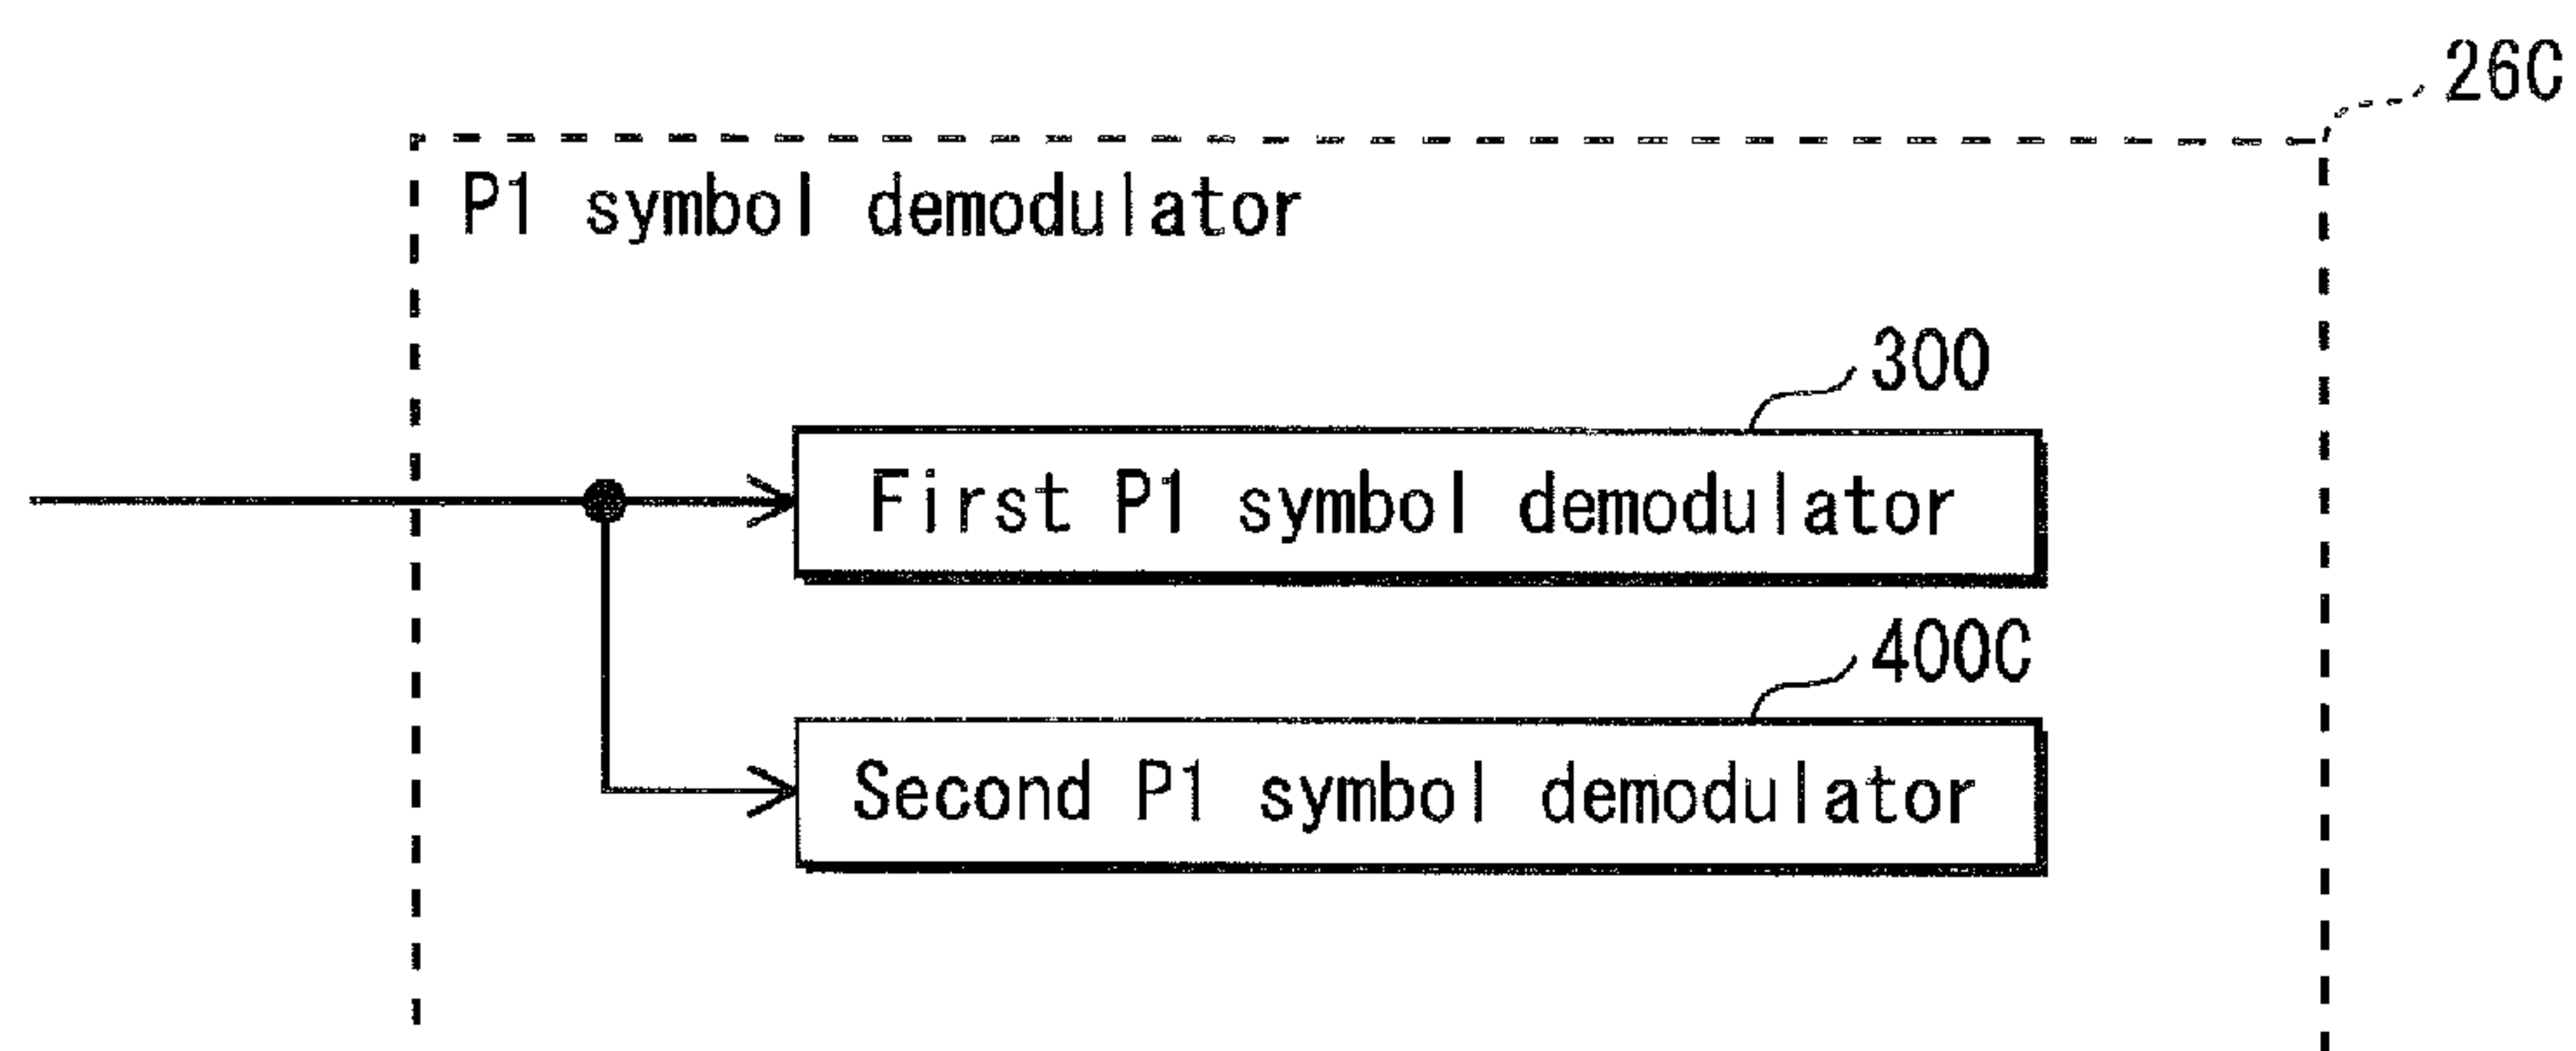 26C
P1 symbol demodulator
300
First P1 symbol demodulator
400C
Second P1 symbol demodulator